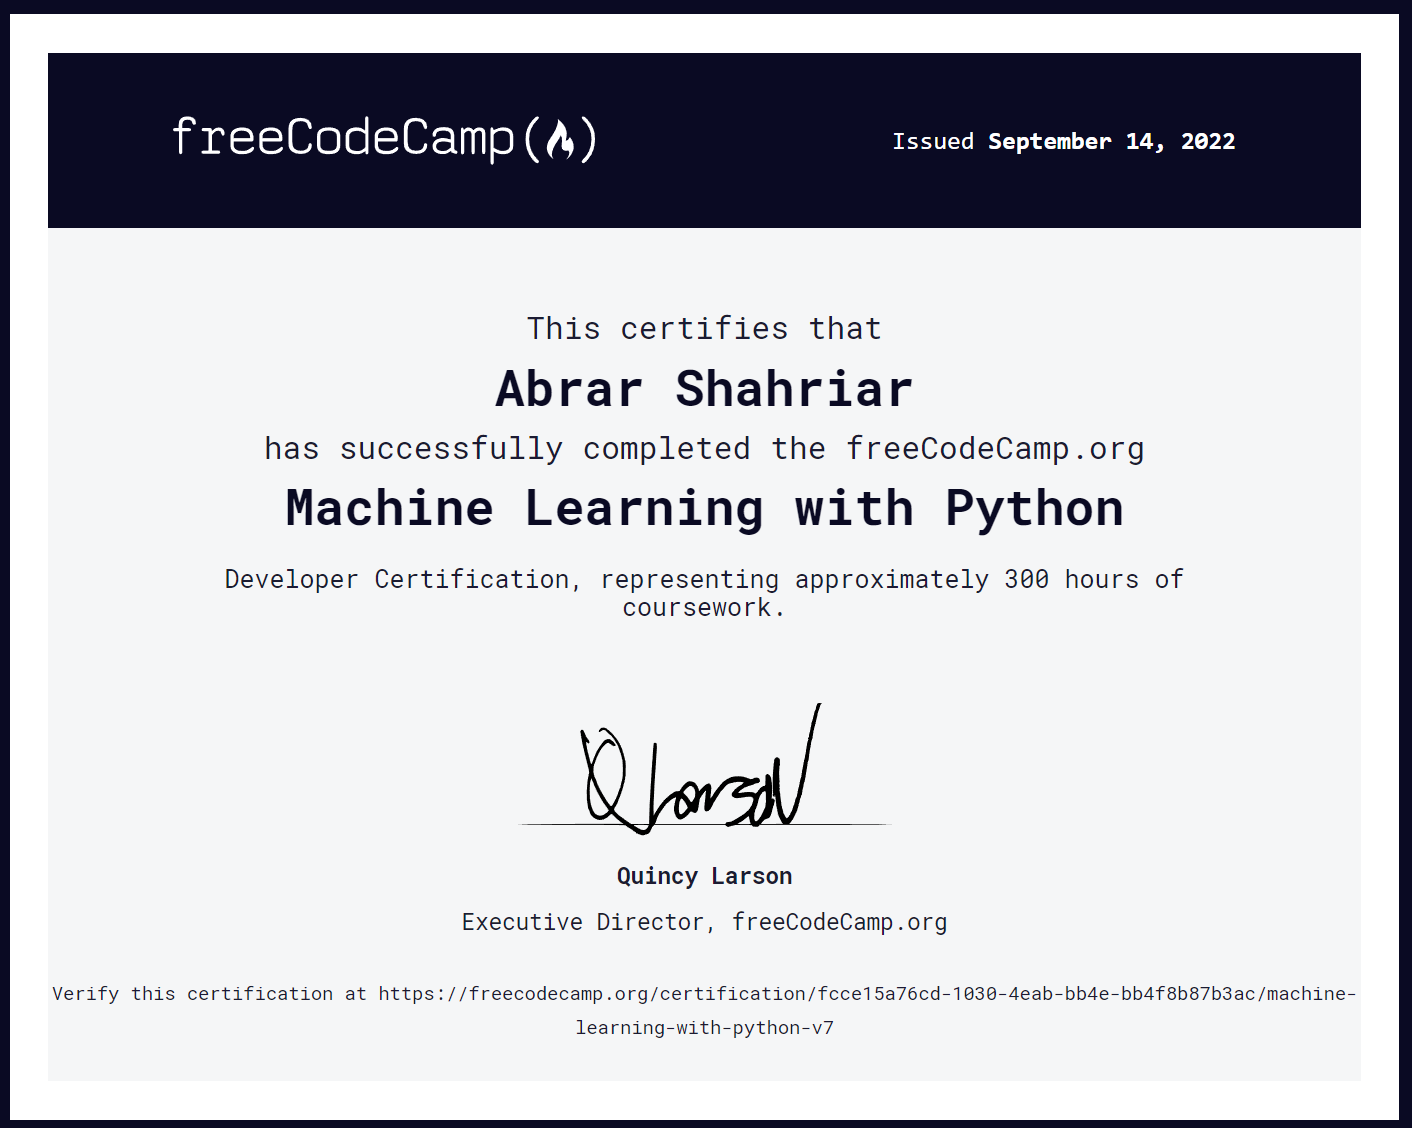 freeCodeCamp(🔥)
Issued September 14, 2022
This certifies that
Abrar Shahriar
has successfully completed the freeCodeCamp.org
Machine Learning with Python
Developer Certification, representing approximately 300 hours of
coursework.
Q Larson
Quincy Larson
Executive Director, freeCodeCamp.org
Verify this certification at https://freecodecamp.org/certification/fcce15a76cd-1030-4eab-bb4e-bb4f8b87b3ac/machine-
learning-with-python-v7